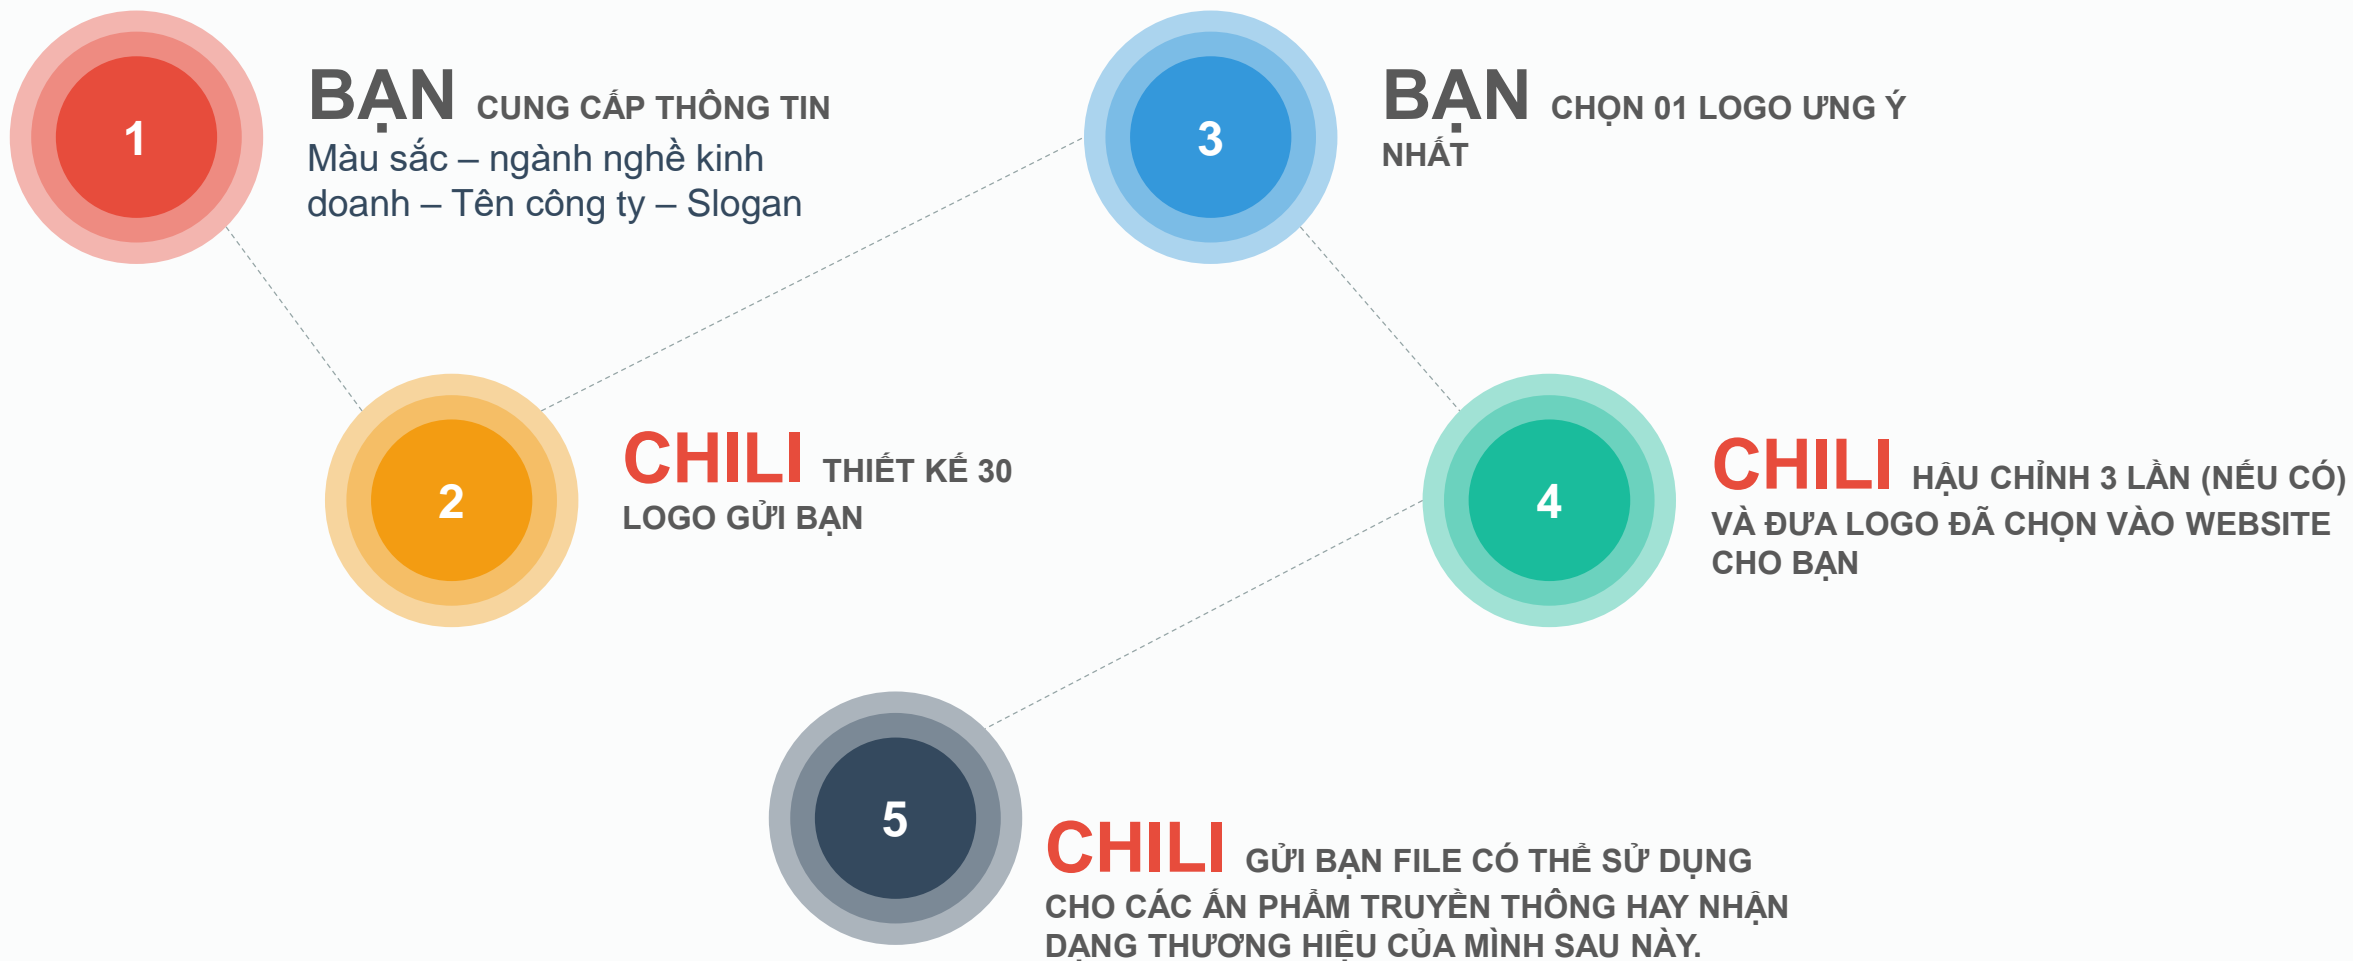 1
BẠN CUNG CẤP THÔNG TIN
Màu sắc – ngành nghề kinh
doanh – Tên công ty – Slogan
2
CHILI THIẾT KẾ 30
LOGO GỬI BẠN
3
BẠN CHỌN 01 LOGO ƯNG Ý
NHẤT
4
CHILI HẬU CHỈNH 3 LẦN (NẾU CÓ)
VÀ ĐƯA LOGO ĐÃ CHỌN VÀO WEBSITE
CHO BẠN
5
CHILI GỬI BẠN FILE CÓ THỂ SỬ DỤNG
CHO CÁC ẤN PHẨM TRUYỀN THÔNG HAY NHẬN
DẠNG THƯƠNG HIỆU CỦA MÌNH SAU NÀY.